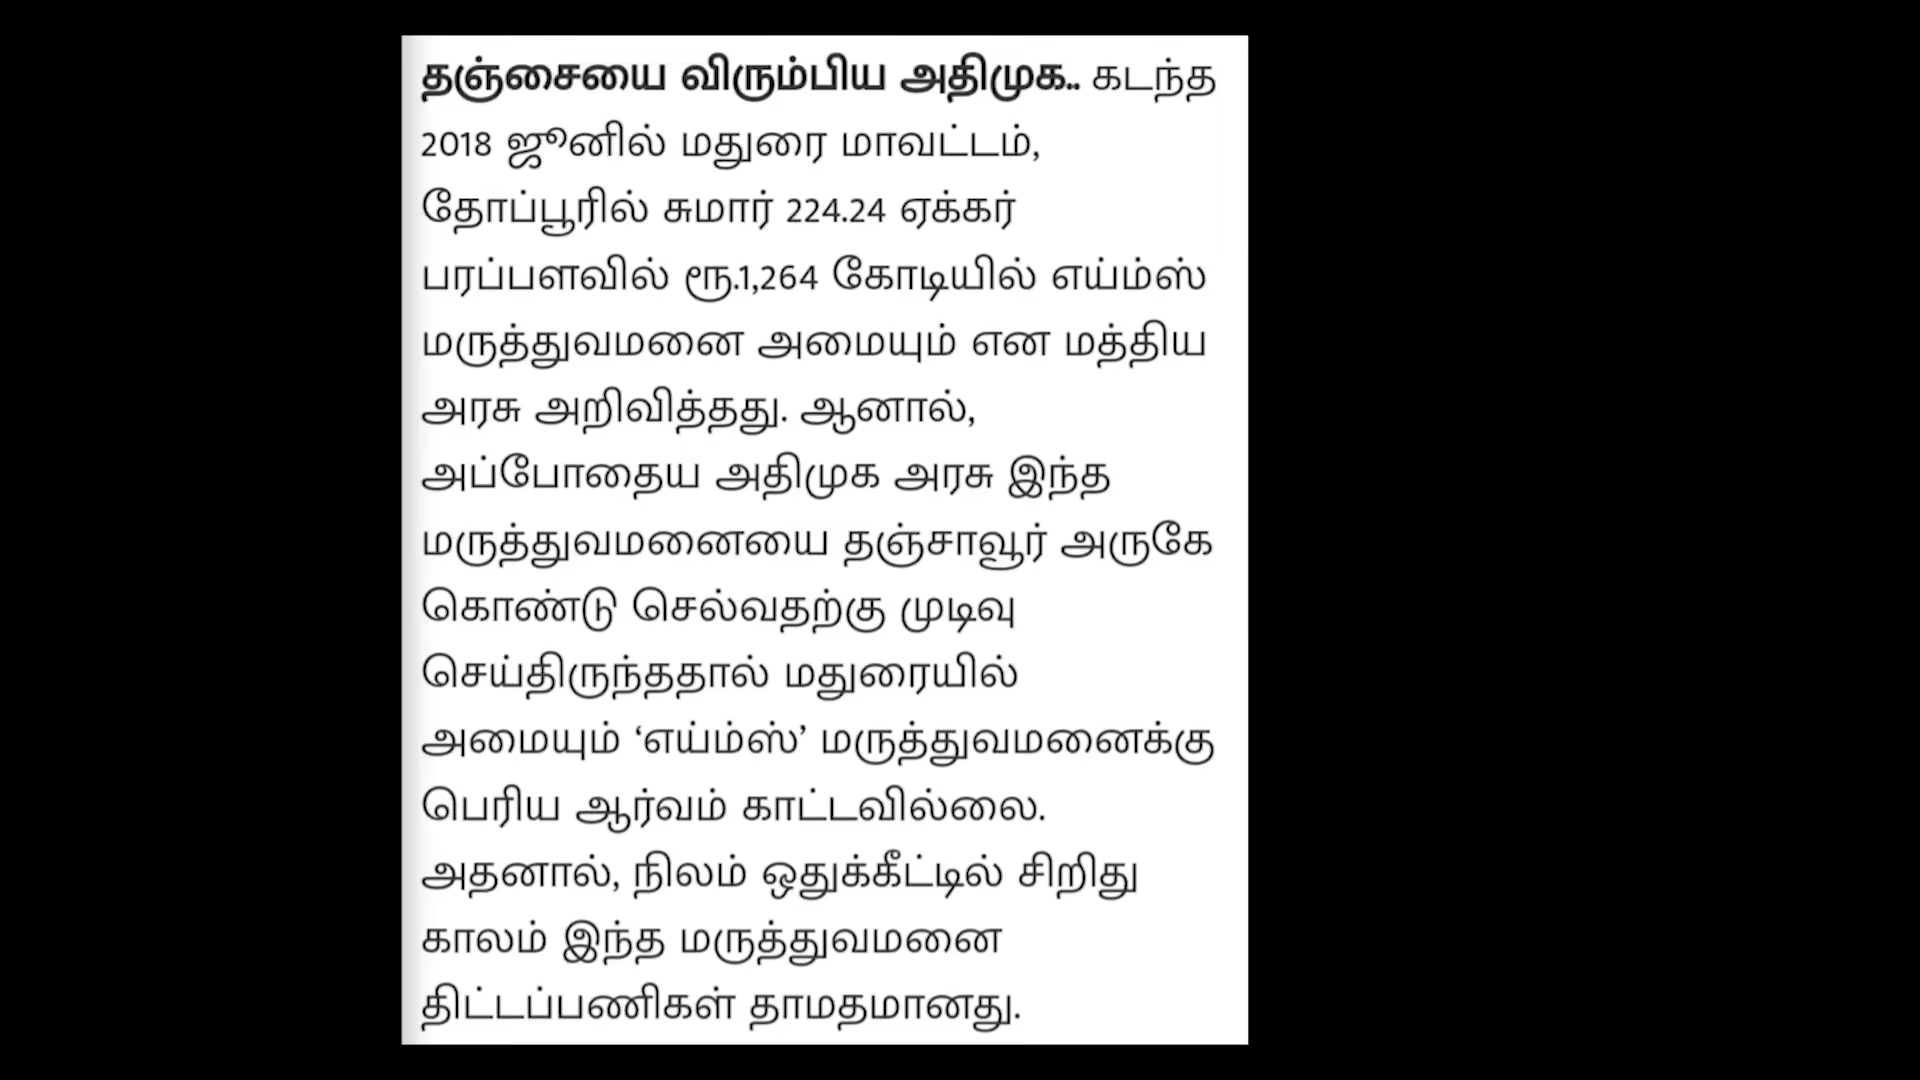 தஞ்சையை விரும்பிய அதிமுக.. கடந்த
2018 ஜூனில் மதுரை மாவட்டம்,
தோப்பூரில் சுமார் 224.24 ஏக்கர்
பரப்பளவில் ரூ.1,264 கோடியில் எய்ம்ஸ்
மருத்துவமனை அமையும் என மத்திய
அரசு அறிவித்தது. ஆனால்,
அப்போதைய அதிமுக அரசு இந்த
மருத்துவமனையை தஞ்சாவூர் அருகே
கொண்டு செல்வதற்கு முடிவு
செய்திருந்ததால் மதுரையில்
அமையும் ‘எய்ம்ஸ்’ மருத்துவமனைக்கு
பெரிய ஆர்வம் காட்டவில்லை.
அதனால், நிலம் ஒதுக்கீட்டில் சிறிது
காலம் இந்த மருத்துவமனை
திட்டப்பணிகள் தாமதமானது.